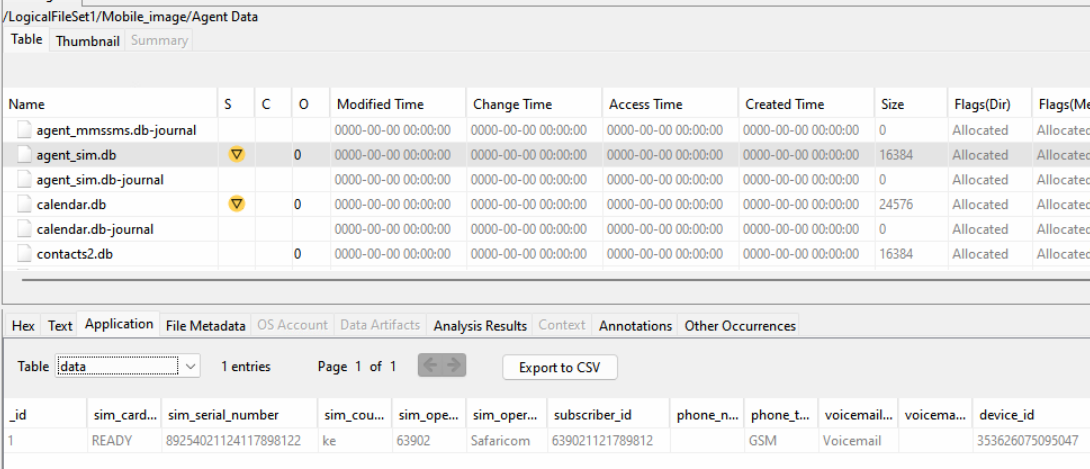 /LogicalFileSet1/Mobile_image/Agent Data
Table Thumbnail Summary
Name S C O Modified Time Change Time Access Time Created Time Size Flags(Dir) Flags(Me
agent_mmssms.db-journal 0000-00-00 00:00:00 0000-00-00 00:00:00 0000-00-00 00:00:00 0000-00-00 00:00:00 0 Allocated Allocated
agent_sim.db 0 0000-00-00 00:00:00 0000-00-00 00:00:00 0000-00-00 00:00:00 0000-00-00 00:00:00 16384 Allocated Allocated
agent_sim.db-journal 0000-00-00 00:00:00 0000-00-00 00:00:00 0000-00-00 00:00:00 0000-00-00 00:00:00 0 Allocated Allocated
calendar.db 0 0000-00-00 00:00:00 0000-00-00 00:00:00 0000-00-00 00:00:00 0000-00-00 00:00:00 24576 Allocated Allocated
calendar.db-journal 0000-00-00 00:00:00 0000-00-00 00:00:00 0000-00-00 00:00:00 0000-00-00 00:00:00 0 Allocated Allocated
contacts2.db 0 0000-00-00 00:00:00 0000-00-00 00:00:00 0000-00-00 00:00:00 0000-00-00 00:00:00 16384 Allocated Allocated
Hex Text Application File Metadata OS Account Data Artifacts Analysis Results Context Annotations Other Occurrences
Table data 1 entries Page 1 of 1 Export to CSV
_id sim_card... sim_serial_number sim_cou... sim_ope... sim_oper... subscriber_id phone_n... phone_t... voicemail... voicema... device_id
1 READY 89254021124117898122 ke 63902 Safaricom 639021121789812 GSM Voicemail 353626075095047